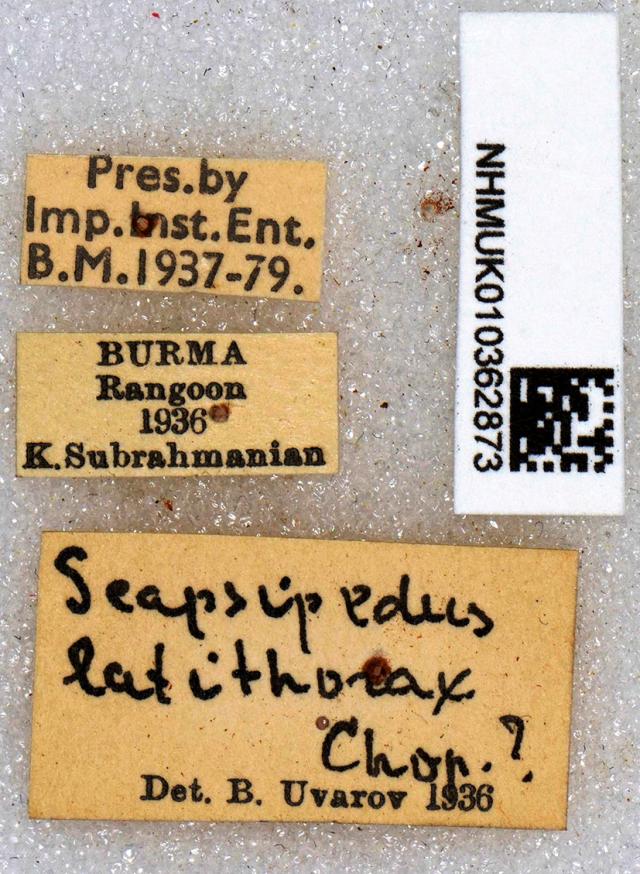 Pres.by
Imp.Inst.Ent.
B.M.1937-79.
BURMA
Rangoon
1936
K.Subrahmanian
Scapsipedus
latithorax
Chop.?
Det. B. Uvarov 1936
NHMUK010362873